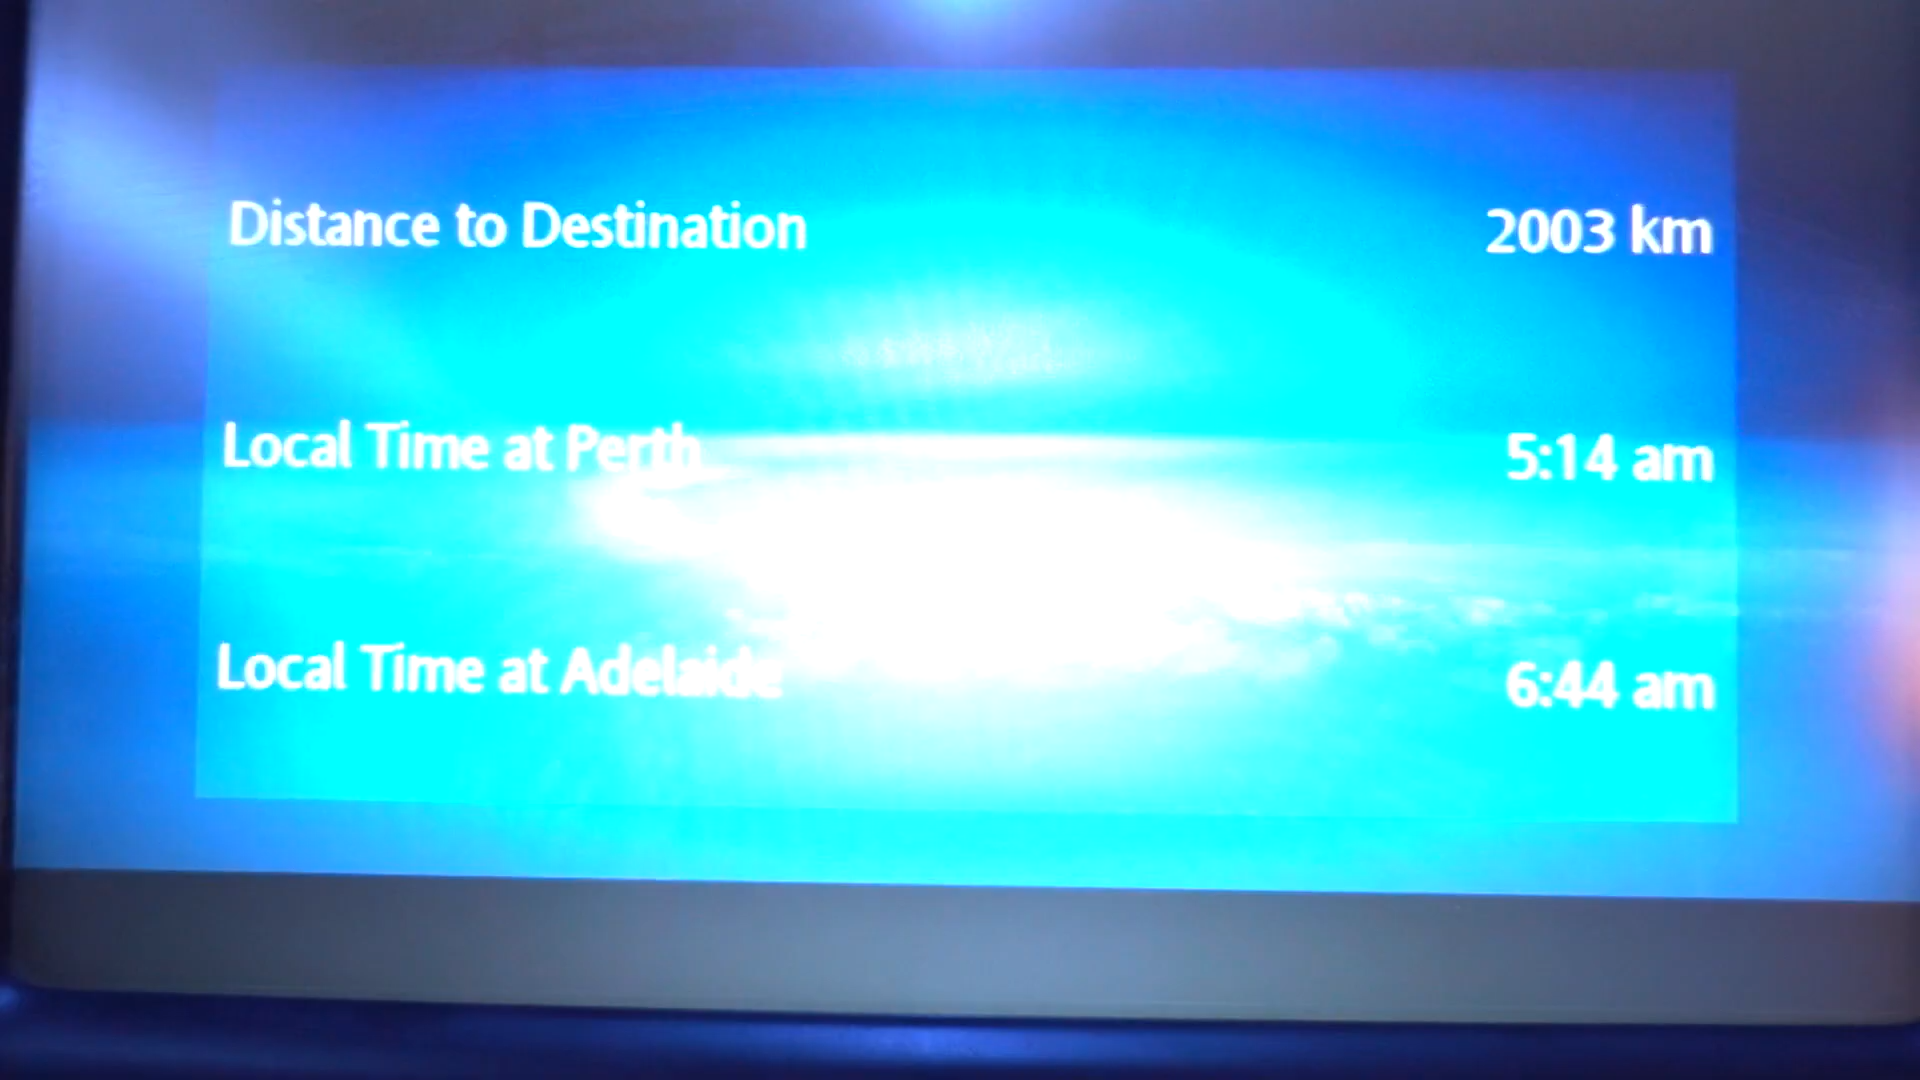 Distance to Destination 2003 km
Local Time at Perth 5:14 am
Local Time at Adelaide 6:44 am